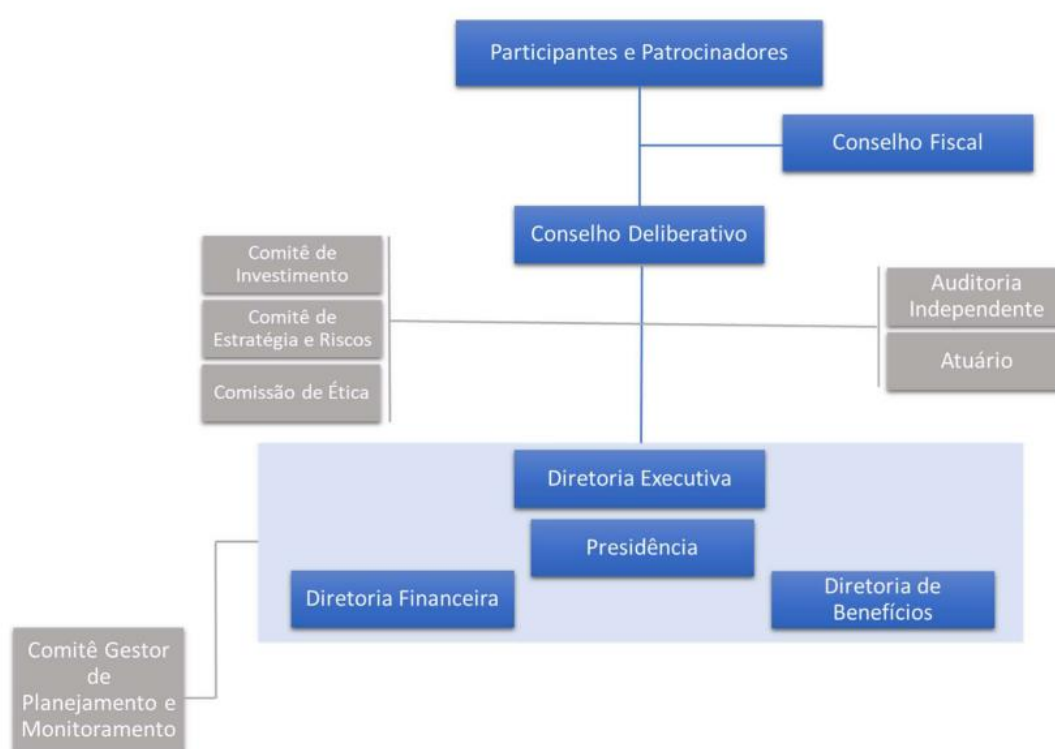 Participantes e Patrocinadores
Conselho Fiscal
Conselho Deliberativo
Comitê de
Investimento
Comitê de
Estratégia e Riscos
Comissão de Ética
Auditoria
Independente
Atuário
Diretoria Executiva
Presidência
Diretoria Financeira
Diretoria de
Benefícios
Comitê Gestor
de
Planejamento e
Monitoramento